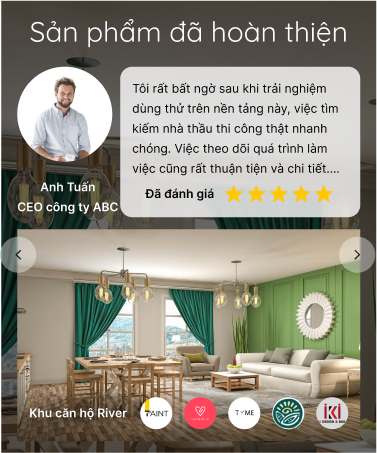 Sản phẩm đã hoàn thiện
Tôi rất bất ngờ sau khi trải nghiệm
dùng thử trên nền tảng này, việc tìm
kiếm nhà thầu thi công thật nhanh
chóng. Việc theo dõi quá trình làm
việc cũng rất thuận tiện và chi tiết....
Anh Tuấn
CEO công ty ABC
Đã đánh giá
Khu căn hộ River
PAINT
TYME
IKI